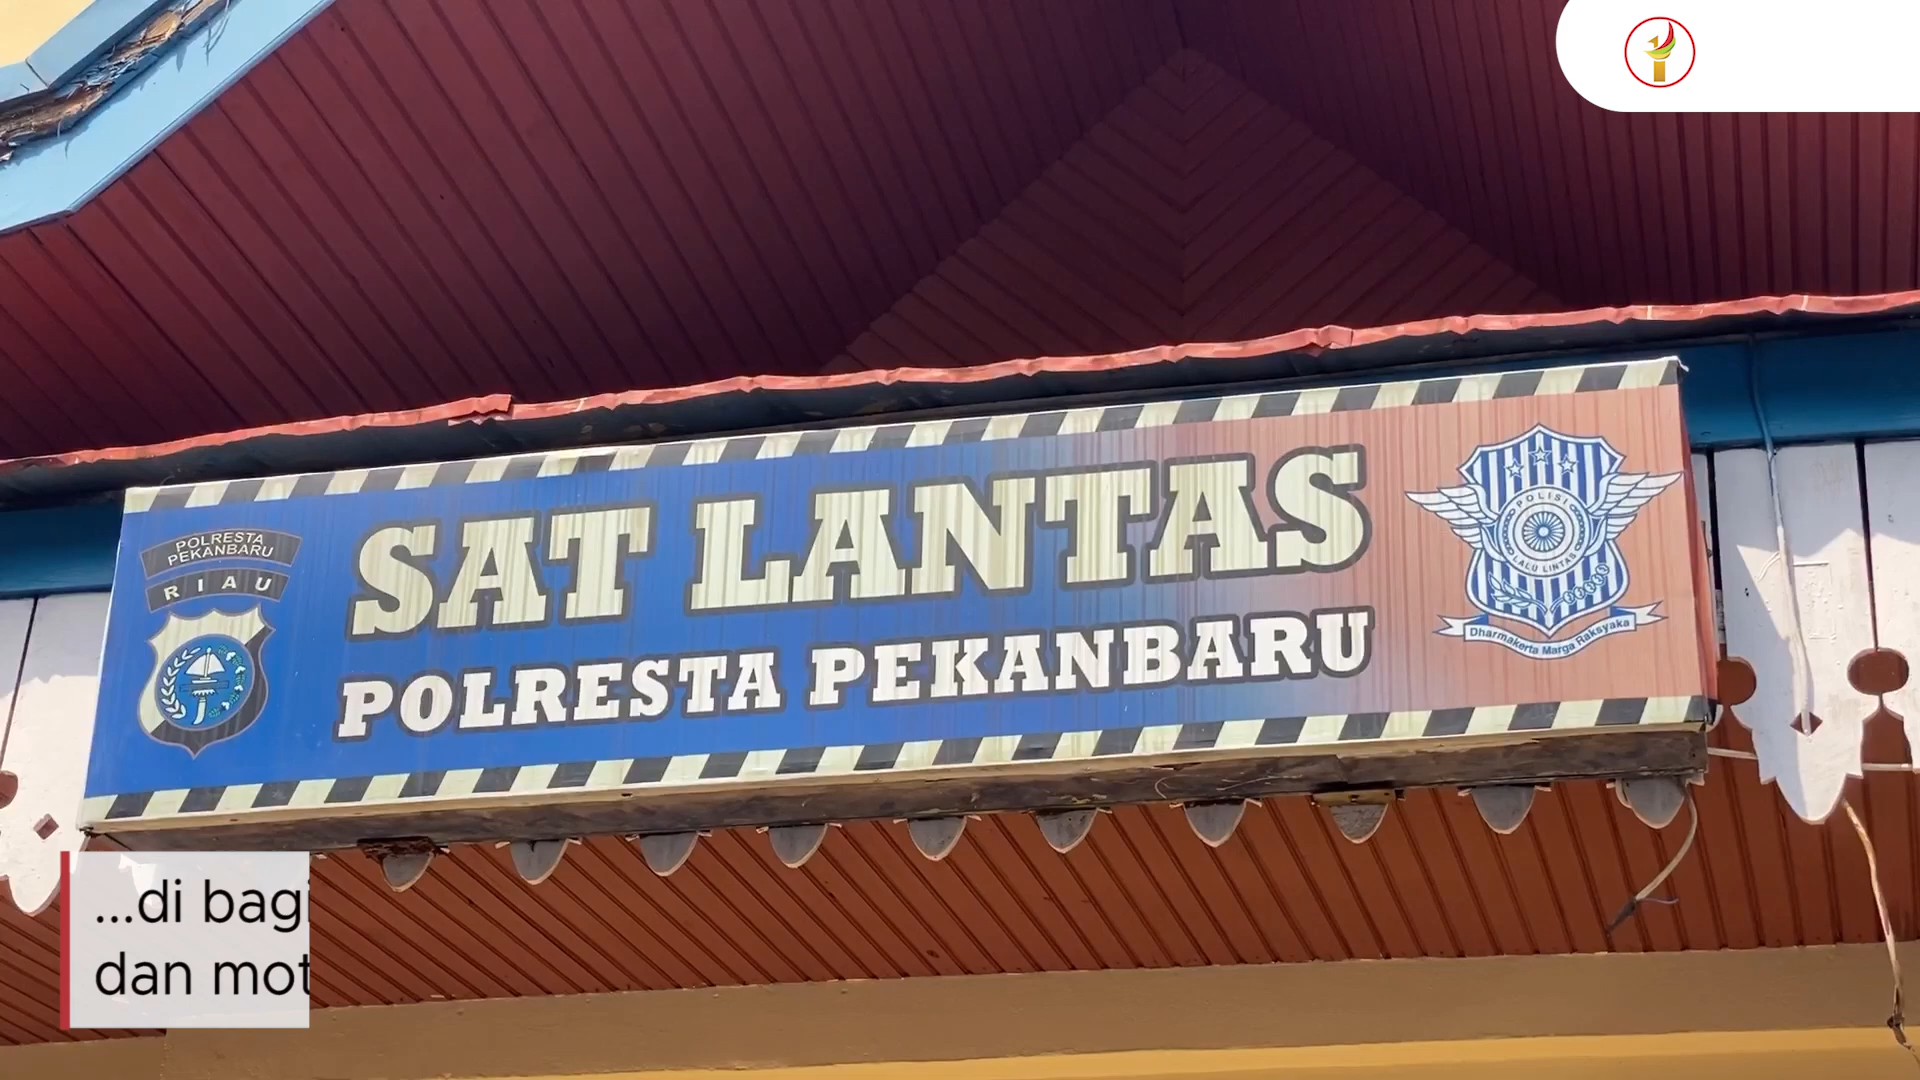 SAT LANTAS
POLRESTA PEKANBARU
POLRESTA
PEKANBARU
RIAU
POLISI
LALU LINTAS
Dharmakerta Marga Raksyaka
...di bagi
dan mot